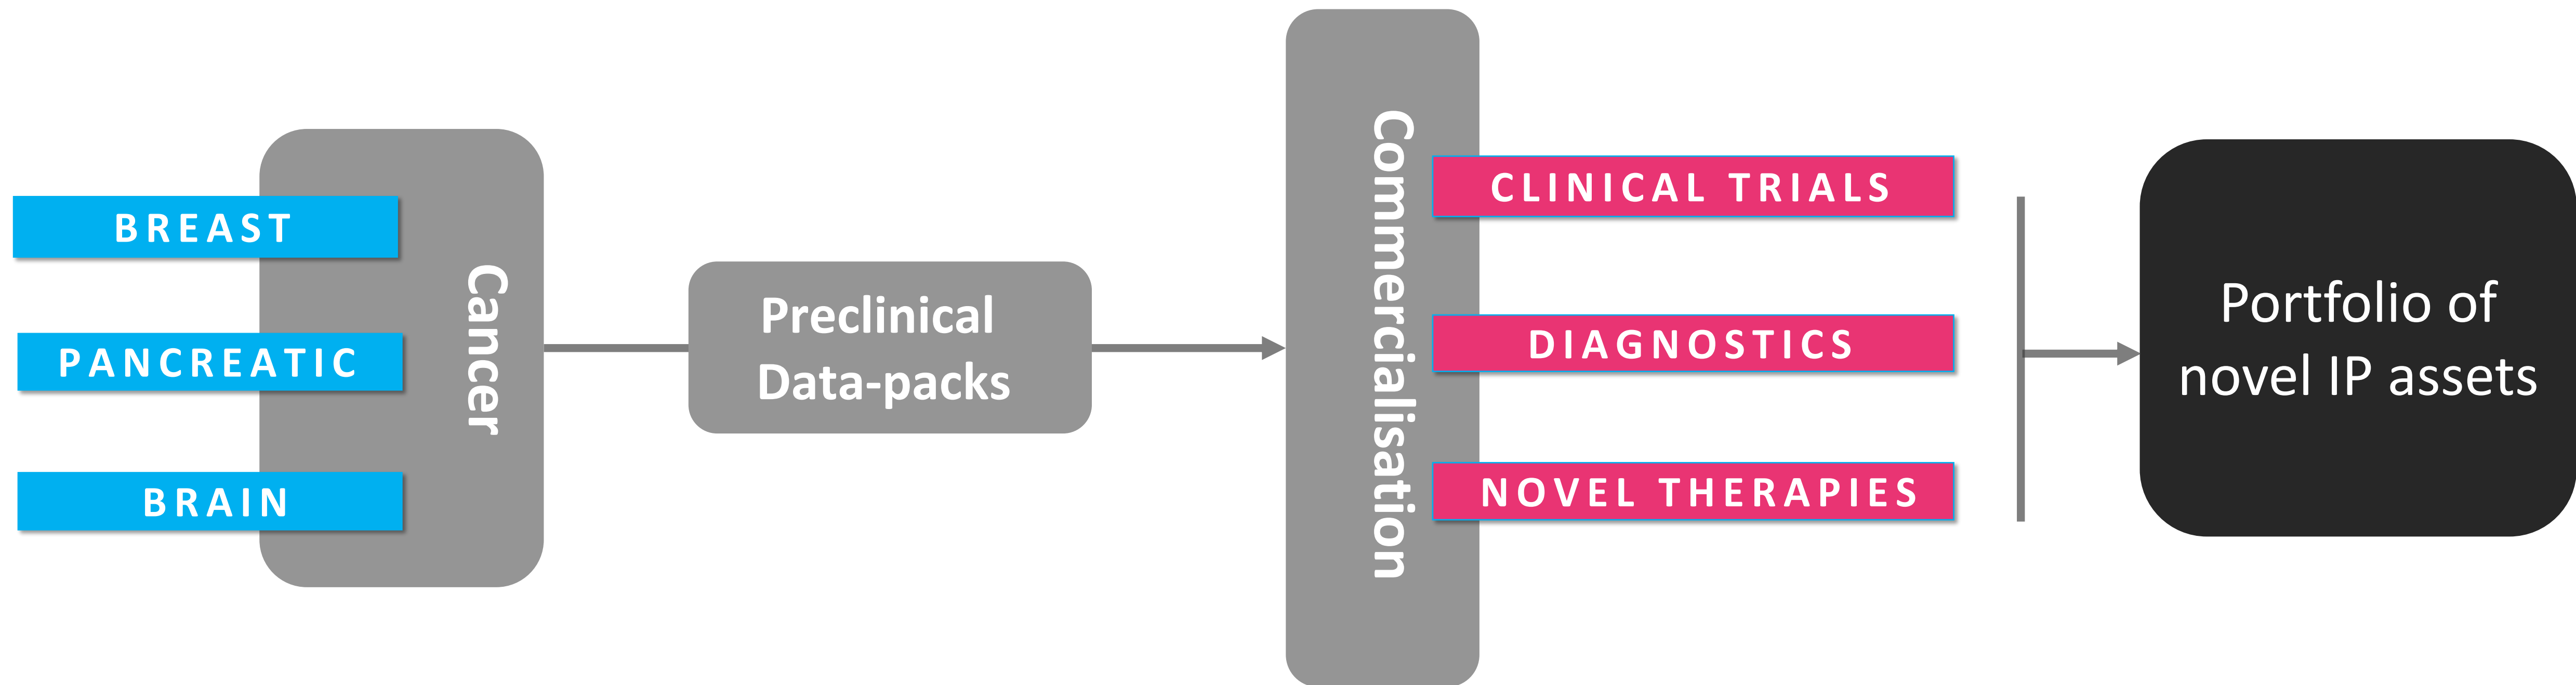 BREAST
PANCREATIC
BRAIN
Cancer
Preclinical
Data-packs
Commercialisation
CLINICAL TRIALS
DIAGNOSTICS
NOVEL THERAPIES
Portfolio of
novel IP assets